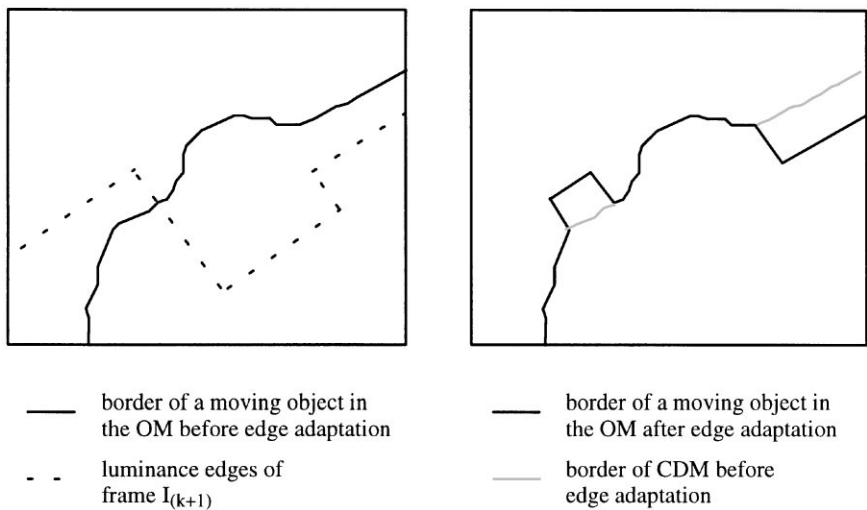 border of a moving object in
the OM before edge adaptation
luminance edges of
frame I(k+1)
border of a moving object in
the OM after edge adaptation
border of CDM before
edge adaptation